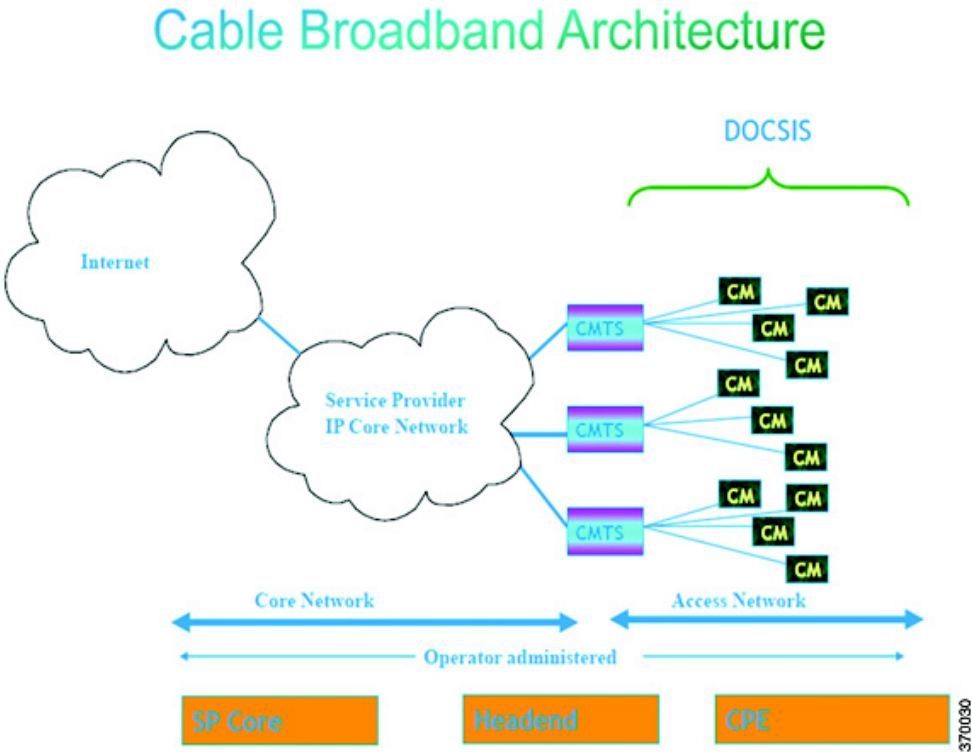 Cable Broadband Architecture
DOCSIS
Internet
Service Provider
IP Core Network
CMTS
CM
CM
CM
CM
CMTS
CM
CM
CM
CMTS
CM
CM
CM
CM
Core Network
Access Network
Operator administered
SP Core
Headend
CPE
370030